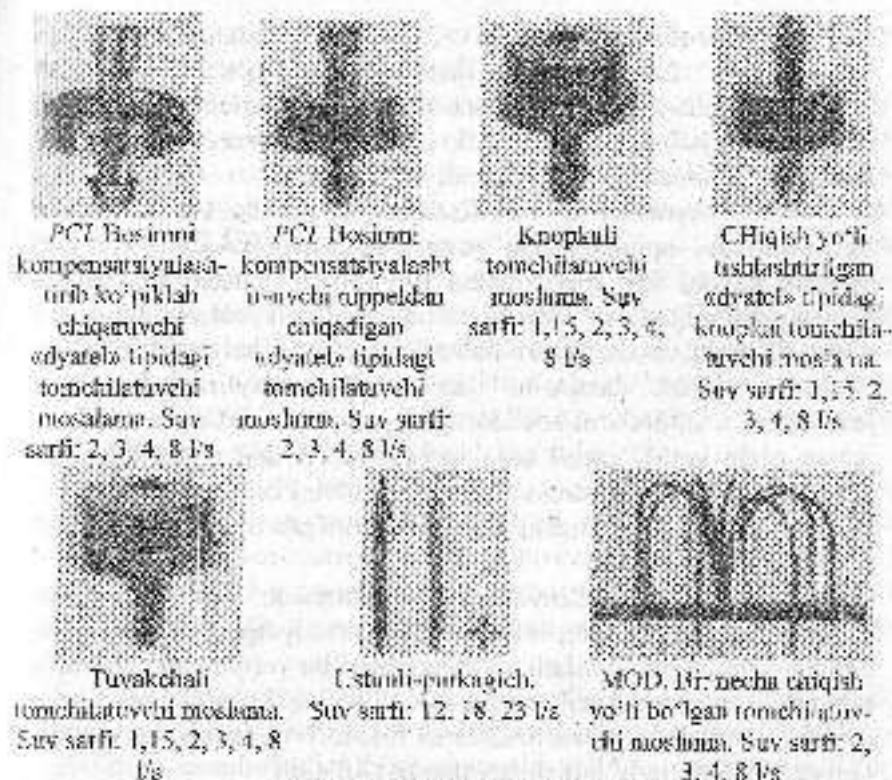 PCL Bosimni
kompensatsiyalash-
tirib ko‘piklab
chiqaruvchi
«dyatel» tipidagi
tomchilatuvchi
mosalama. Suv
sarfi: 2, 3, 4, 8 l/s
PCL Bosimni
kompensatsiyalasht
iruvchi nippeldan
chiqadigan
«dyatel» tipidagi
tomchilatuvchi
moslama. Suv sarfi:
2, 3, 4, 8 l/s
Knopkali
tomchilatuvchi
moslama. Suv
sarfi: 1,15, 2, 3, 4,
8 l/s
CHiqish yo‘li
tishlashtirilgan
«dyatel» tipidagi
knopkai tomchila-
tuvchi moslama.
Suv sarfi: 1,15, 2,
3, 4, 8 l/s
Tuvakchali
tomchilatuvchi moslama.
Suv sarfi: 1,15, 2, 3, 4, 8
l/s
Ustunli-purkagich.
Suv sarfi: 12, 18, 23 l/s
MOD. Bir necha chiqish
yo‘li bo‘lgan tomchilatuv-
chi moslama. Suv sarfi: 2,
3, 4, 8 l/s